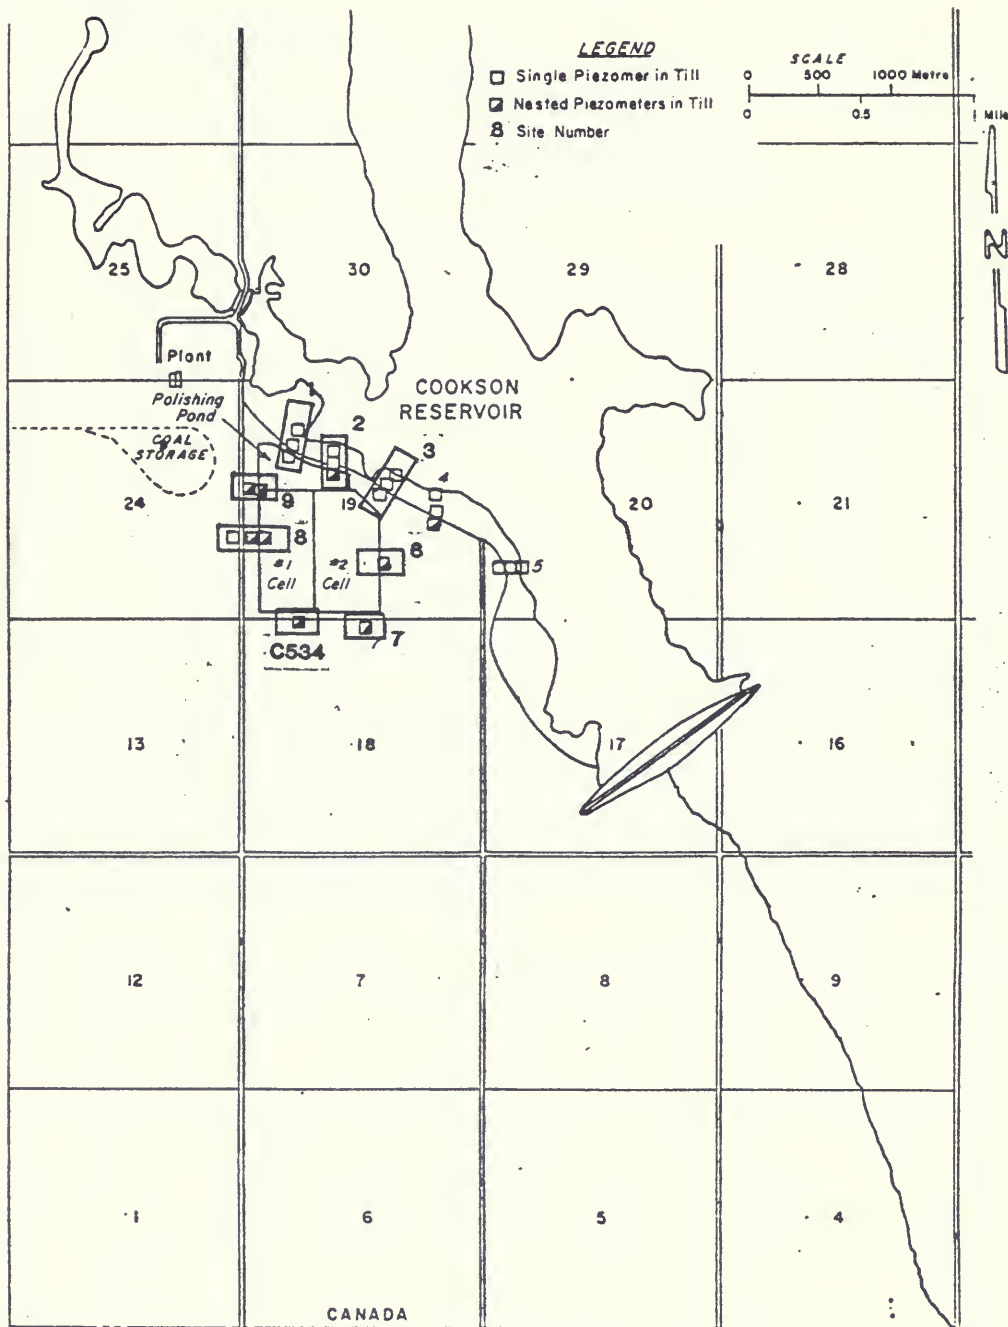 LEGEND
Single Piezomer in Till
Nested Piezometers in Till
8 Site Number
SCALE
0 500 1000 Metre
0 0.5 1 Mile
N
25 30 29 28
Plant
COOKSON
RESERVOIR
Polishing
Pond
COAL
STORAGE
1
2
3
4
24 9 19 20 21
8 8
#1
Cell
#2
Cell
5
C534
7
13 18 17 16
12 7 8 9
1 6 5 4
CANADA